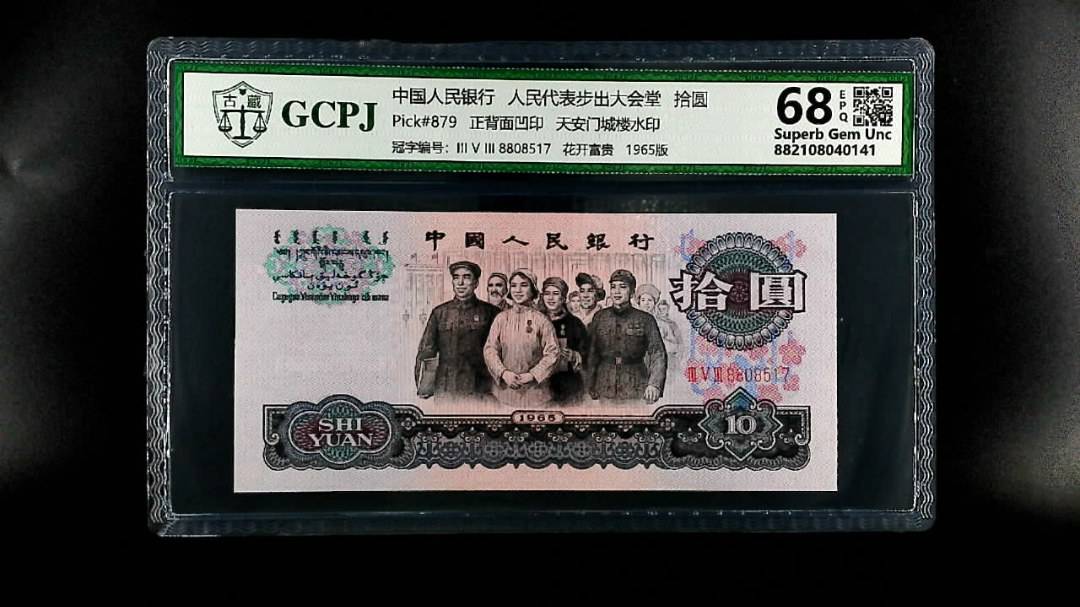 古 藏
GCPJ
中国人民银行 人民代表步出大会堂 拾圆
Pick#879 正背面凹印 天安门城楼水印
冠字编号: III V III 8808517 花开富贵 1965版
68 EPQ
Superb Gem Unc
882108040141
中國人民銀行
拾圓
III V III 8808517
1965
SHI
YUAN
10